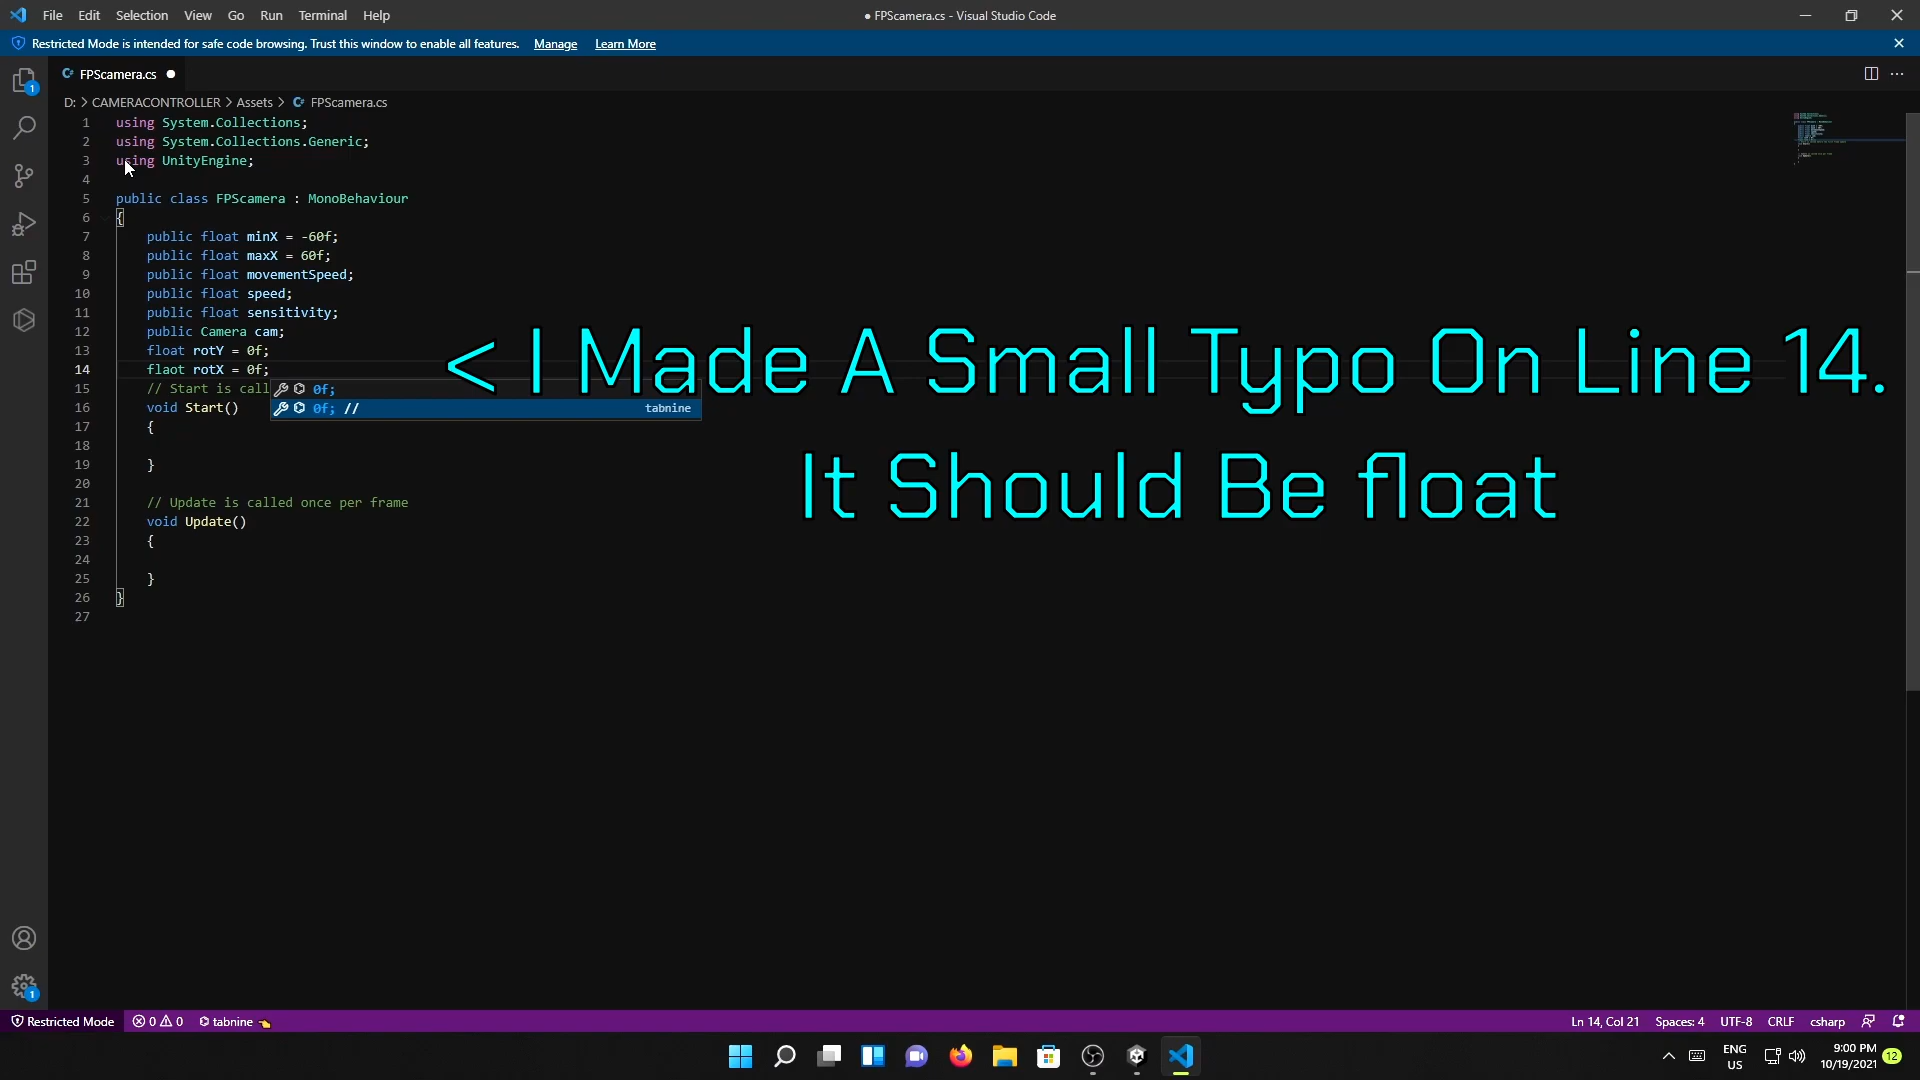 File Edit Selection View Go Run Terminal Help
● FPScamera.cs - Visual Studio Code
Restricted Mode is intended for safe code browsing. Trust this window to enable all features. Manage Learn More
FPScamera.cs
D: > CAMERACONTROLLER > Assets > FPScamera.cs
1 using System.Collections;
2 using System.Collections.Generic;
3 using UnityEngine;
4
5 public class FPScamera : MonoBehaviour
6 {
7 public float minX = -60f;
8 public float maxX = 60f;
9 public float movementSpeed;
10 public float speed;
11 public float sensitivity;
12 public Camera cam;
13 float rotY = 0f;
14 flaot rotX = 0f;
15 // Start is call
0f;
16 void Start()
0f; // tabnine
17 {
18
19 }
20
21 // Update is called once per frame
22 void Update()
23 {
24
25 }
26 }
27
< I Made A Small Typo On Line 14.
It Should Be float
1
1
Restricted Mode 0 0 tabnine
Ln 14, Col 21 Spaces: 4 UTF-8 CRLF csharp
ENG
US
9:00 PM
10/19/2021
12